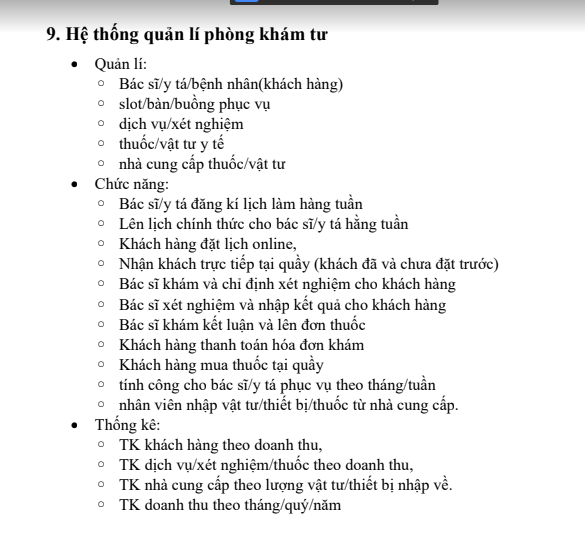 9. Hệ thống quản lí phòng khám tư
Quản lí:
Bác sĩ/y tá/bệnh nhân(khách hàng)
slot/bàn/buồng phục vụ
dịch vụ/xét nghiệm
thuốc/vật tư y tế
nhà cung cấp thuốc/vật tư
Chức năng:
Bác sĩ/y tá đăng kí lịch làm hàng tuần
Lên lịch chính thức cho bác sĩ/y tá hằng tuần
Khách hàng đặt lịch online,
Nhận khách trực tiếp tại quầy (khách đã và chưa đặt trước)
Bác sĩ khám và chỉ định xét nghiệm cho khách hàng
Bác sĩ xét nghiệm và nhập kết quả cho khách hàng
Bác sĩ khám kết luận và lên đơn thuốc
Khách hàng thanh toán hóa đơn khám
Khách hàng mua thuốc tại quầy
tính công cho bác sĩ/y tá phục vụ theo tháng/tuần
nhân viên nhập vật tư/thiết bị/thuốc từ nhà cung cấp.
Thống kê:
TK khách hàng theo doanh thu,
TK dịch vụ/xét nghiệm/thuốc theo doanh thu,
TK nhà cung cấp theo lượng vật tư/thiết bị nhập về.
TK doanh thu theo tháng/quý/năm